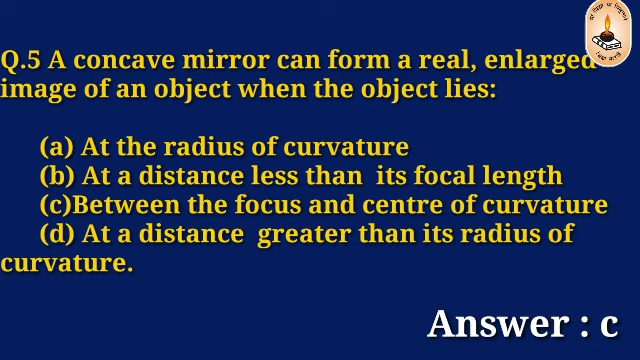 Q.5 A concave mirror can form a real, enlarged
image of an object when the object lies:
(a) At the radius of curvature
(b) At a distance less than its focal length
(c)Between the focus and centre of curvature
(d) At a distance greater than its radius of
curvature.
Answer : c